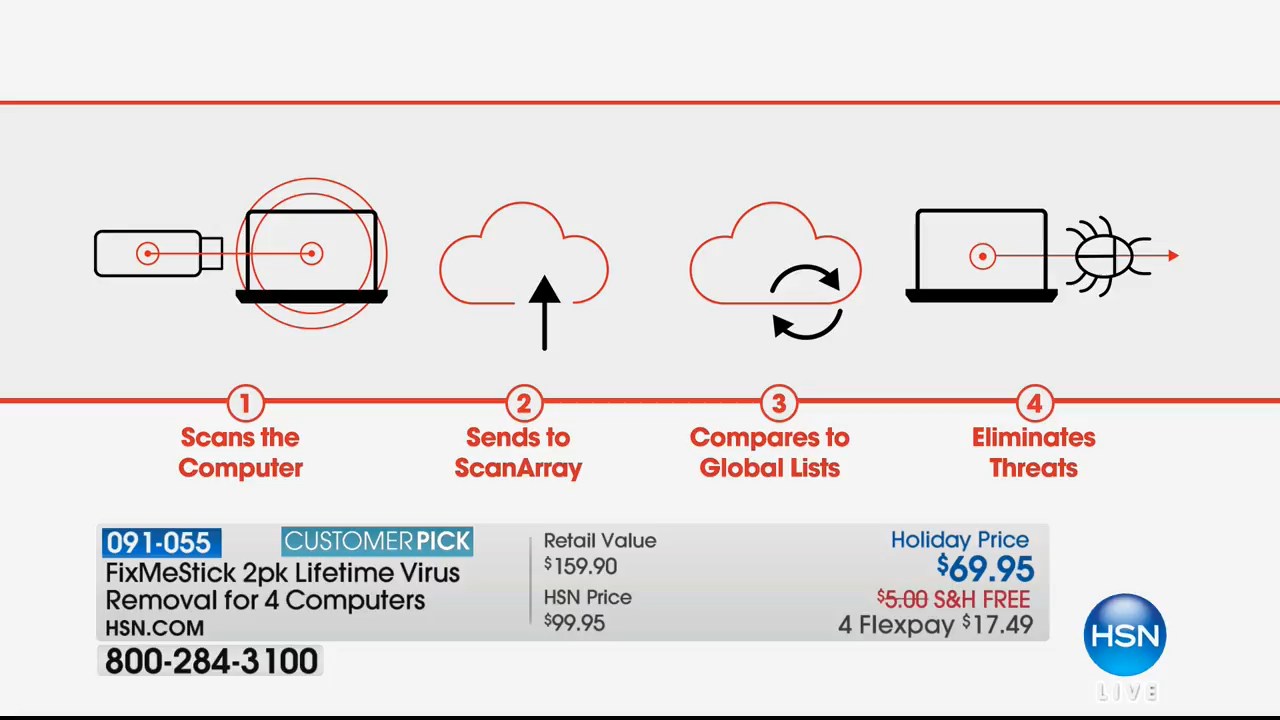 1
Scans the
Computer
2
Sends to
ScanArray
3
Compares to
Global Lists
4
Eliminates
Threats
091-055
CUSTOMERPICK
FixMeStick 2pk Lifetime Virus
Removal for 4 Computers
HSN.COM
800-284-3100
Retail Value
$159.90
HSN Price
$99.95
Holiday Price
$69.95
$5.00 S&H FREE
4 Flexpay $17.49
HSN
LIVE